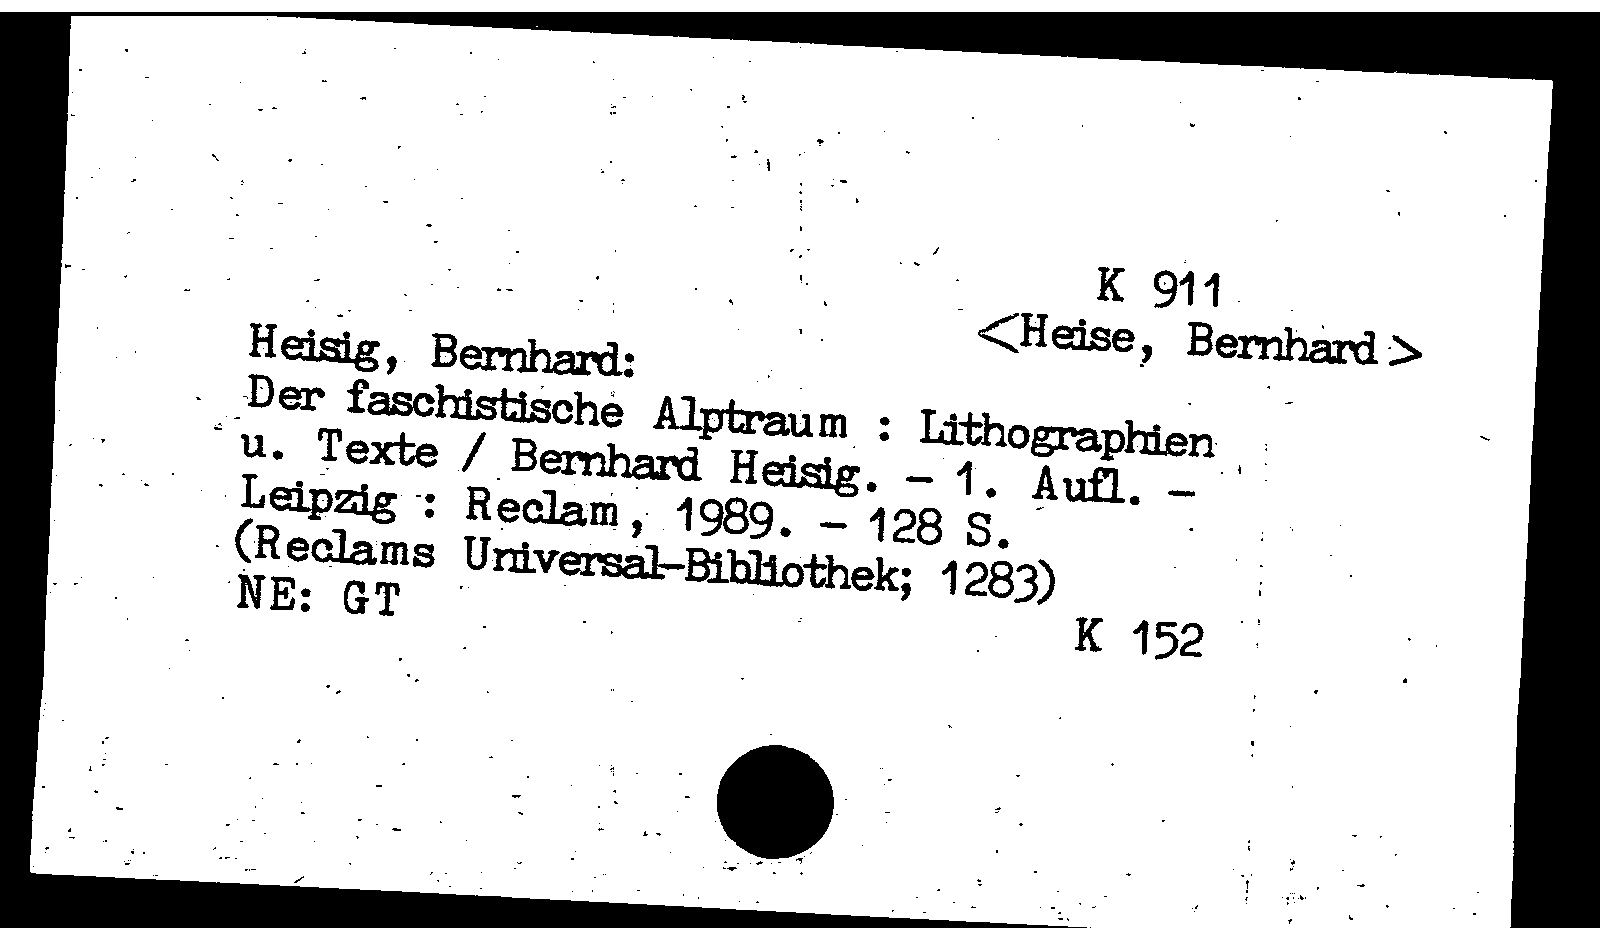 K 911
<Heise, Bernhard>
Heisig, Bernhard:
Der faschistische Alptraum : Lithographien
u. Texte / Bernhard Heisig. - 1. Aufl. -
Leipzig : Reclam, 1989. - 128 S.
(Reclams Universal-Bibliothek; 1283)
NE: GT
K 152